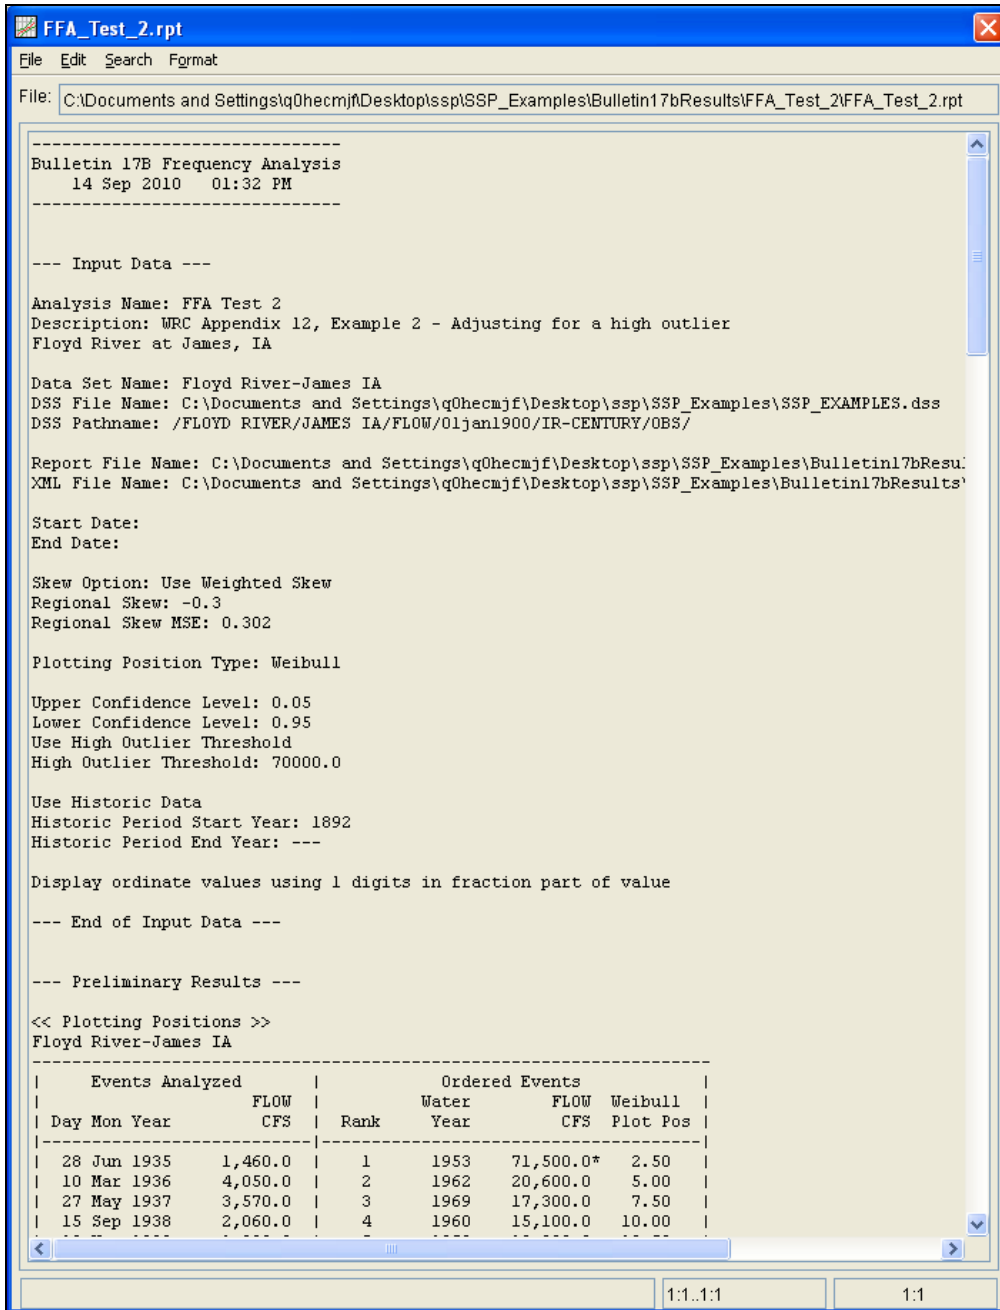 FFA_Test_2.rpt
File Edit Search Format
File: C:\Documents and Settings\q0hecmjf\Desktop\ssp\SSP_Examples\Bulletin17bResults\FFA_Test_2\FFA_Test_2.rpt
-------------------------------
Bulletin 17B Frequency Analysis
    14 Sep 2010   01:32 PM
-------------------------------
--- Input Data ---
Analysis Name: FFA Test 2
Description: WRC Appendix 12, Example 2 - Adjusting for a high outlier
Floyd River at James, IA
Data Set Name: Floyd River-James IA
DSS File Name: C:\Documents and Settings\q0hecmjf\Desktop\ssp\SSP_Examples\SSP_EXAMPLES.dss
DSS Pathname: /FLOYD RIVER/JAMES IA/FLOW/01jan1900/IR-CENTURY/OBS/
Report File Name: C:\Documents and Settings\q0hecmjf\Desktop\ssp\SSP_Examples\Bulletin17bResul
XML File Name: C:\Documents and Settings\q0hecmjf\Desktop\ssp\SSP_Examples\Bulletin17bResults\
Start Date:
End Date:
Skew Option: Use Weighted Skew
Regional Skew: -0.3
Regional Skew MSE: 0.302
Plotting Position Type: Weibull
Upper Confidence Level: 0.05
Lower Confidence Level: 0.95
Use High Outlier Threshold
High Outlier Threshold: 70000.0
Use Historic Data
Historic Period Start Year: 1892
Historic Period End Year: ---
Display ordinate values using 1 digits in fraction part of value
--- End of Input Data ---
--- Preliminary Results ---
<< Plotting Positions >>
Floyd River-James IA
--------------------------------------------------------------------
|     Events Analyzed       |            Ordered Events            |
|                    FLOW   |          Water       FLOW   Weibull  |
| Day Mon Year        CFS   |  Rank     Year        CFS  Plot Pos  |
|---------------------------|--------------------------------------|
|  28 Jun 1935    1,460.0   |    1      1953   71,500.0*   2.50    |
|  10 Mar 1936    4,050.0   |    2      1962   20,600.0    5.00    |
|  27 May 1937    3,570.0   |    3      1969   17,300.0    7.50    |
|  15 Sep 1938    2,060.0   |    4      1960   15,100.0   10.00    |
1:1..1:1 1:1